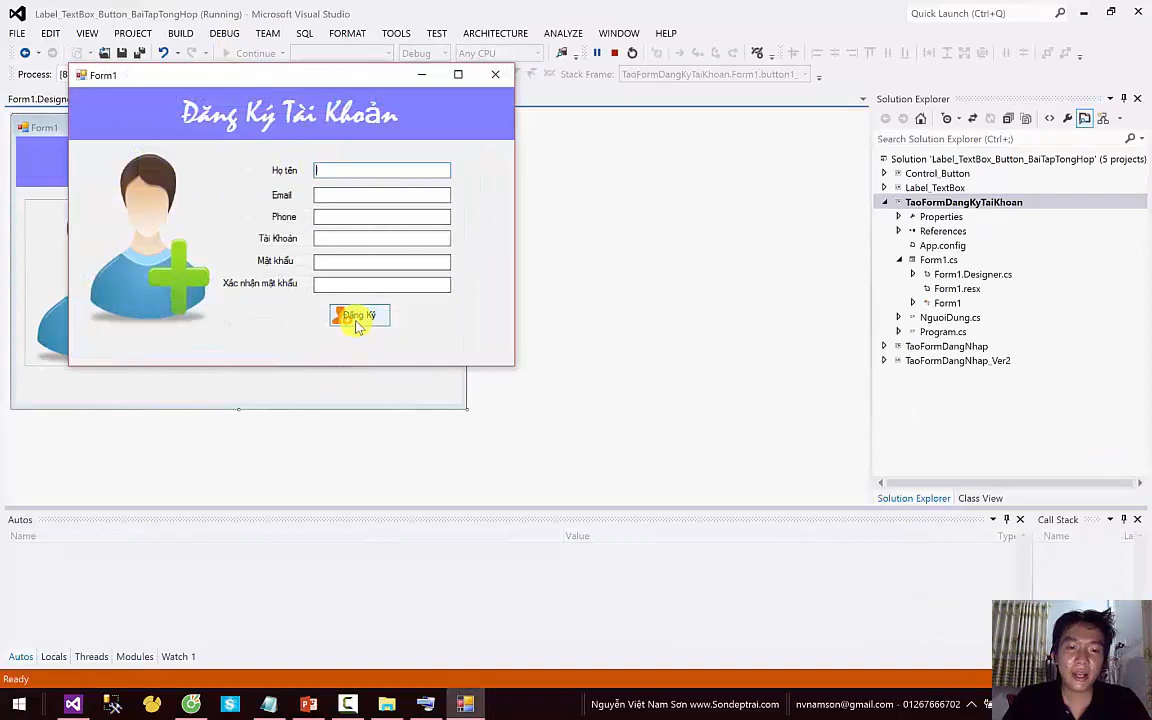 Label_TextBox_Button_BaiTapTongHop (Running) - Microsoft Visual Studio
Quick Launch (Ctrl+Q)
FILE EDIT VIEW PROJECT BUILD DEBUG TEAM SQL FORMAT TOOLS TEST ARCHITECTURE ANALYZE WINDOW HELP
Continue Debug Any CPU
Process: Stack Frame: TaoFormDangKyTaiKhoan.Form1.button1_
Form1
Form1.Designe
Form1
Đăng Ký Tài Khoản
Họ tên
Email
Phone
Tài Khoản
Mật khẩu
Xác nhận mật khẩu
Đăng Ký
Solution Explorer
Search Solution Explorer (Ctrl+;)
Solution 'Label_TextBox_Button_BaiTapTongHop' (5 projects)
Control_Button
Label_TextBox
TaoFormDangKyTaiKhoan
Properties
References
App.config
Form1.cs
Form1.Designer.cs
Form1.resx
Form1
NguoiDung.cs
Program.cs
TaoFormDangNhap
TaoFormDangNhap_Ver2
Solution Explorer Class View
Autos
Name Value Type
Call Stack
Name La
Autos Locals Threads Modules Watch 1
Ready
Nguyễn Việt Nam Sơn www.Sondeptrai.com nvnamson@gmail.com - 01267666702